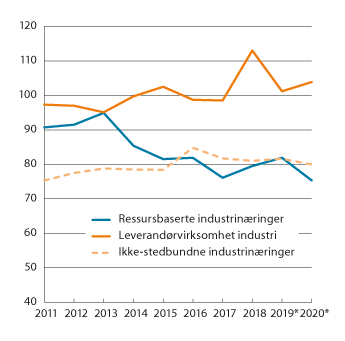 120
110
100
90
80
70
60
50
40
Ressursbaserte industrinæringer
Leverandørvirksomhet industri
Ikke-stedbundne industrinæringer
2011 2012 2013 2014 2015 2016 2017 2018 2019* 2020*